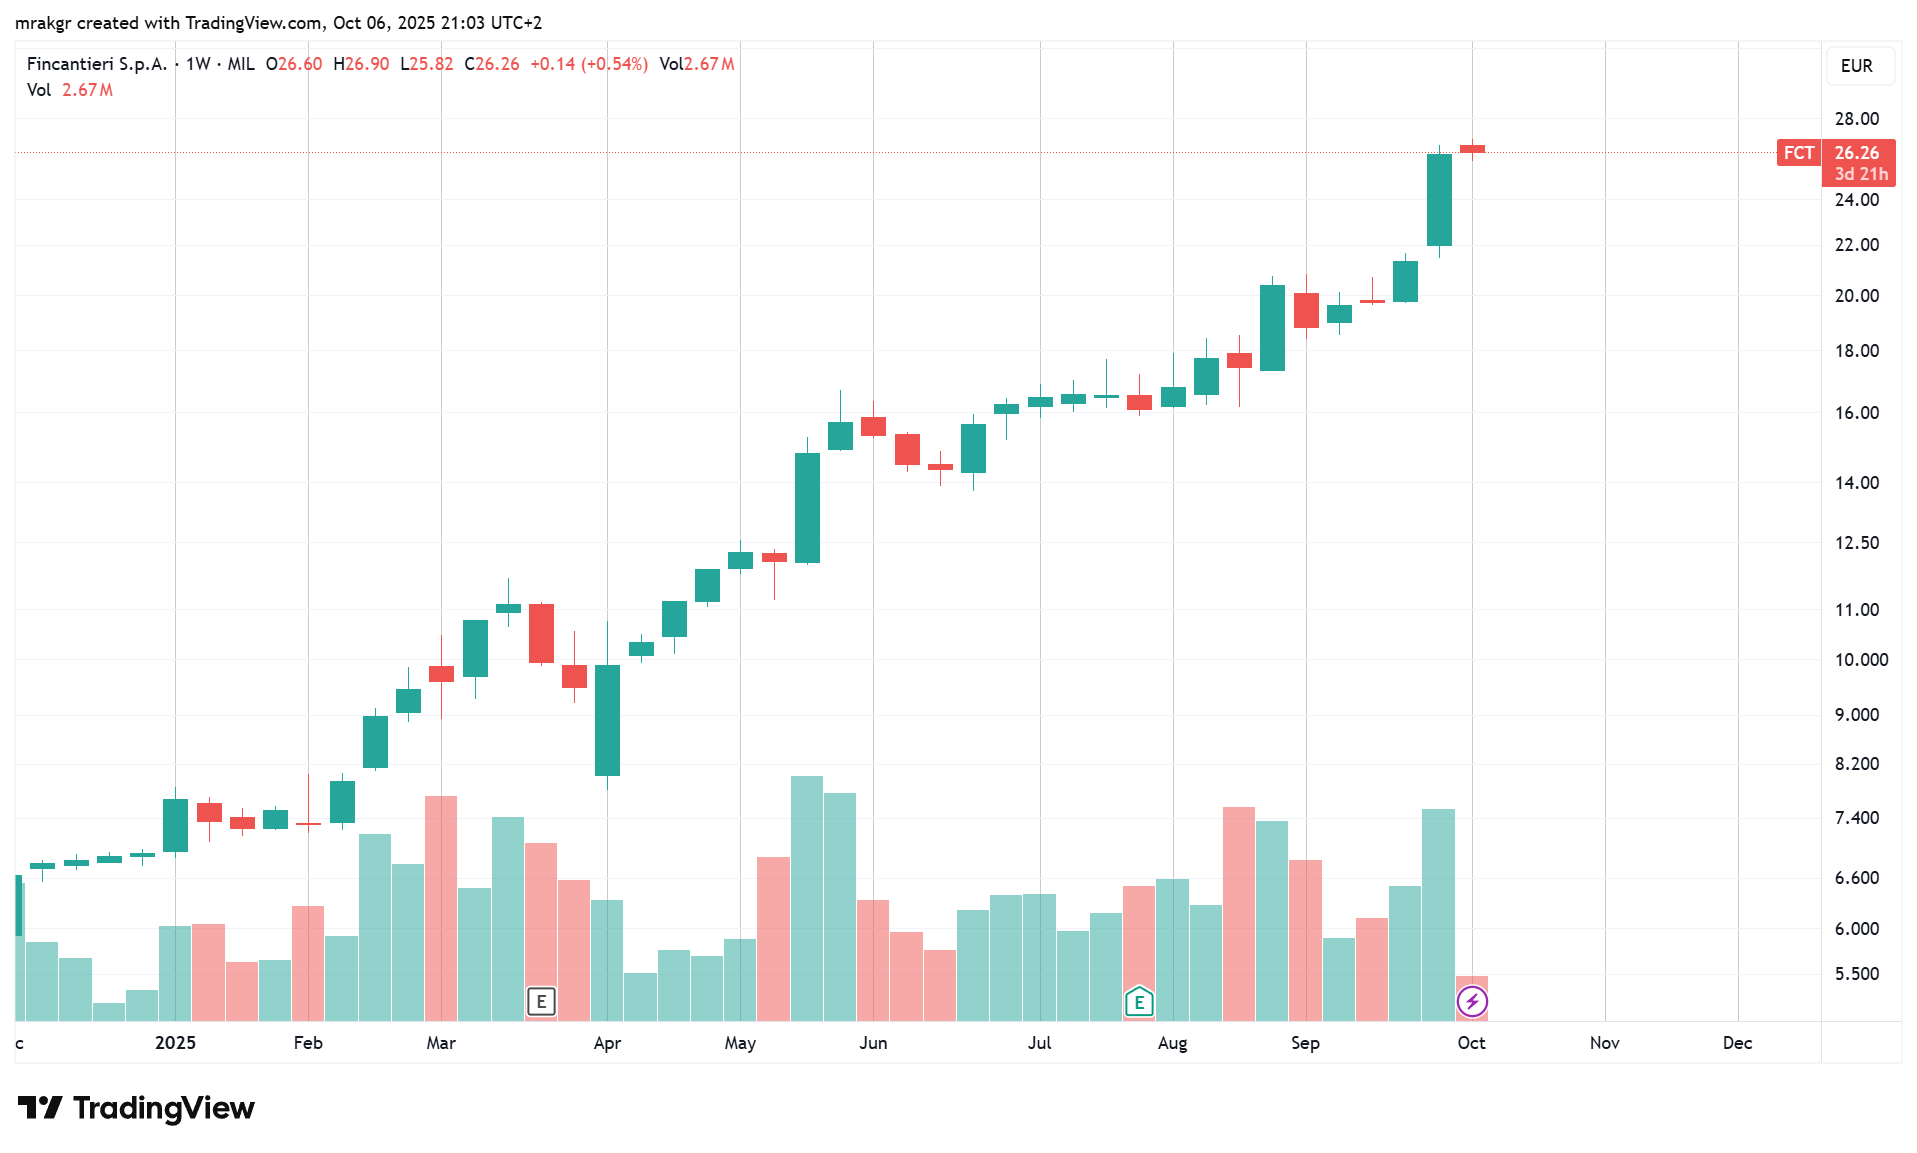 mrakgr created with TradingView.com, Oct 06, 2025 21:03 UTC+2
Fincantieri S.p.A. · 1W · MIL O26.60 H26.90 L25.82 C26.26 +0.14 (+0.54%) Vol2.67M
Vol 2.67M
EUR
28.00
FCT 26.26
3d 21h
24.00
22.00
20.00
18.00
16.00
14.00
12.50
11.00
10.000
9.000
8.200
7.400
6.600
6.000
5.500
E
E
c 2025 Feb Mar Apr May Jun Jul Aug Sep Oct Nov Dec
TradingView